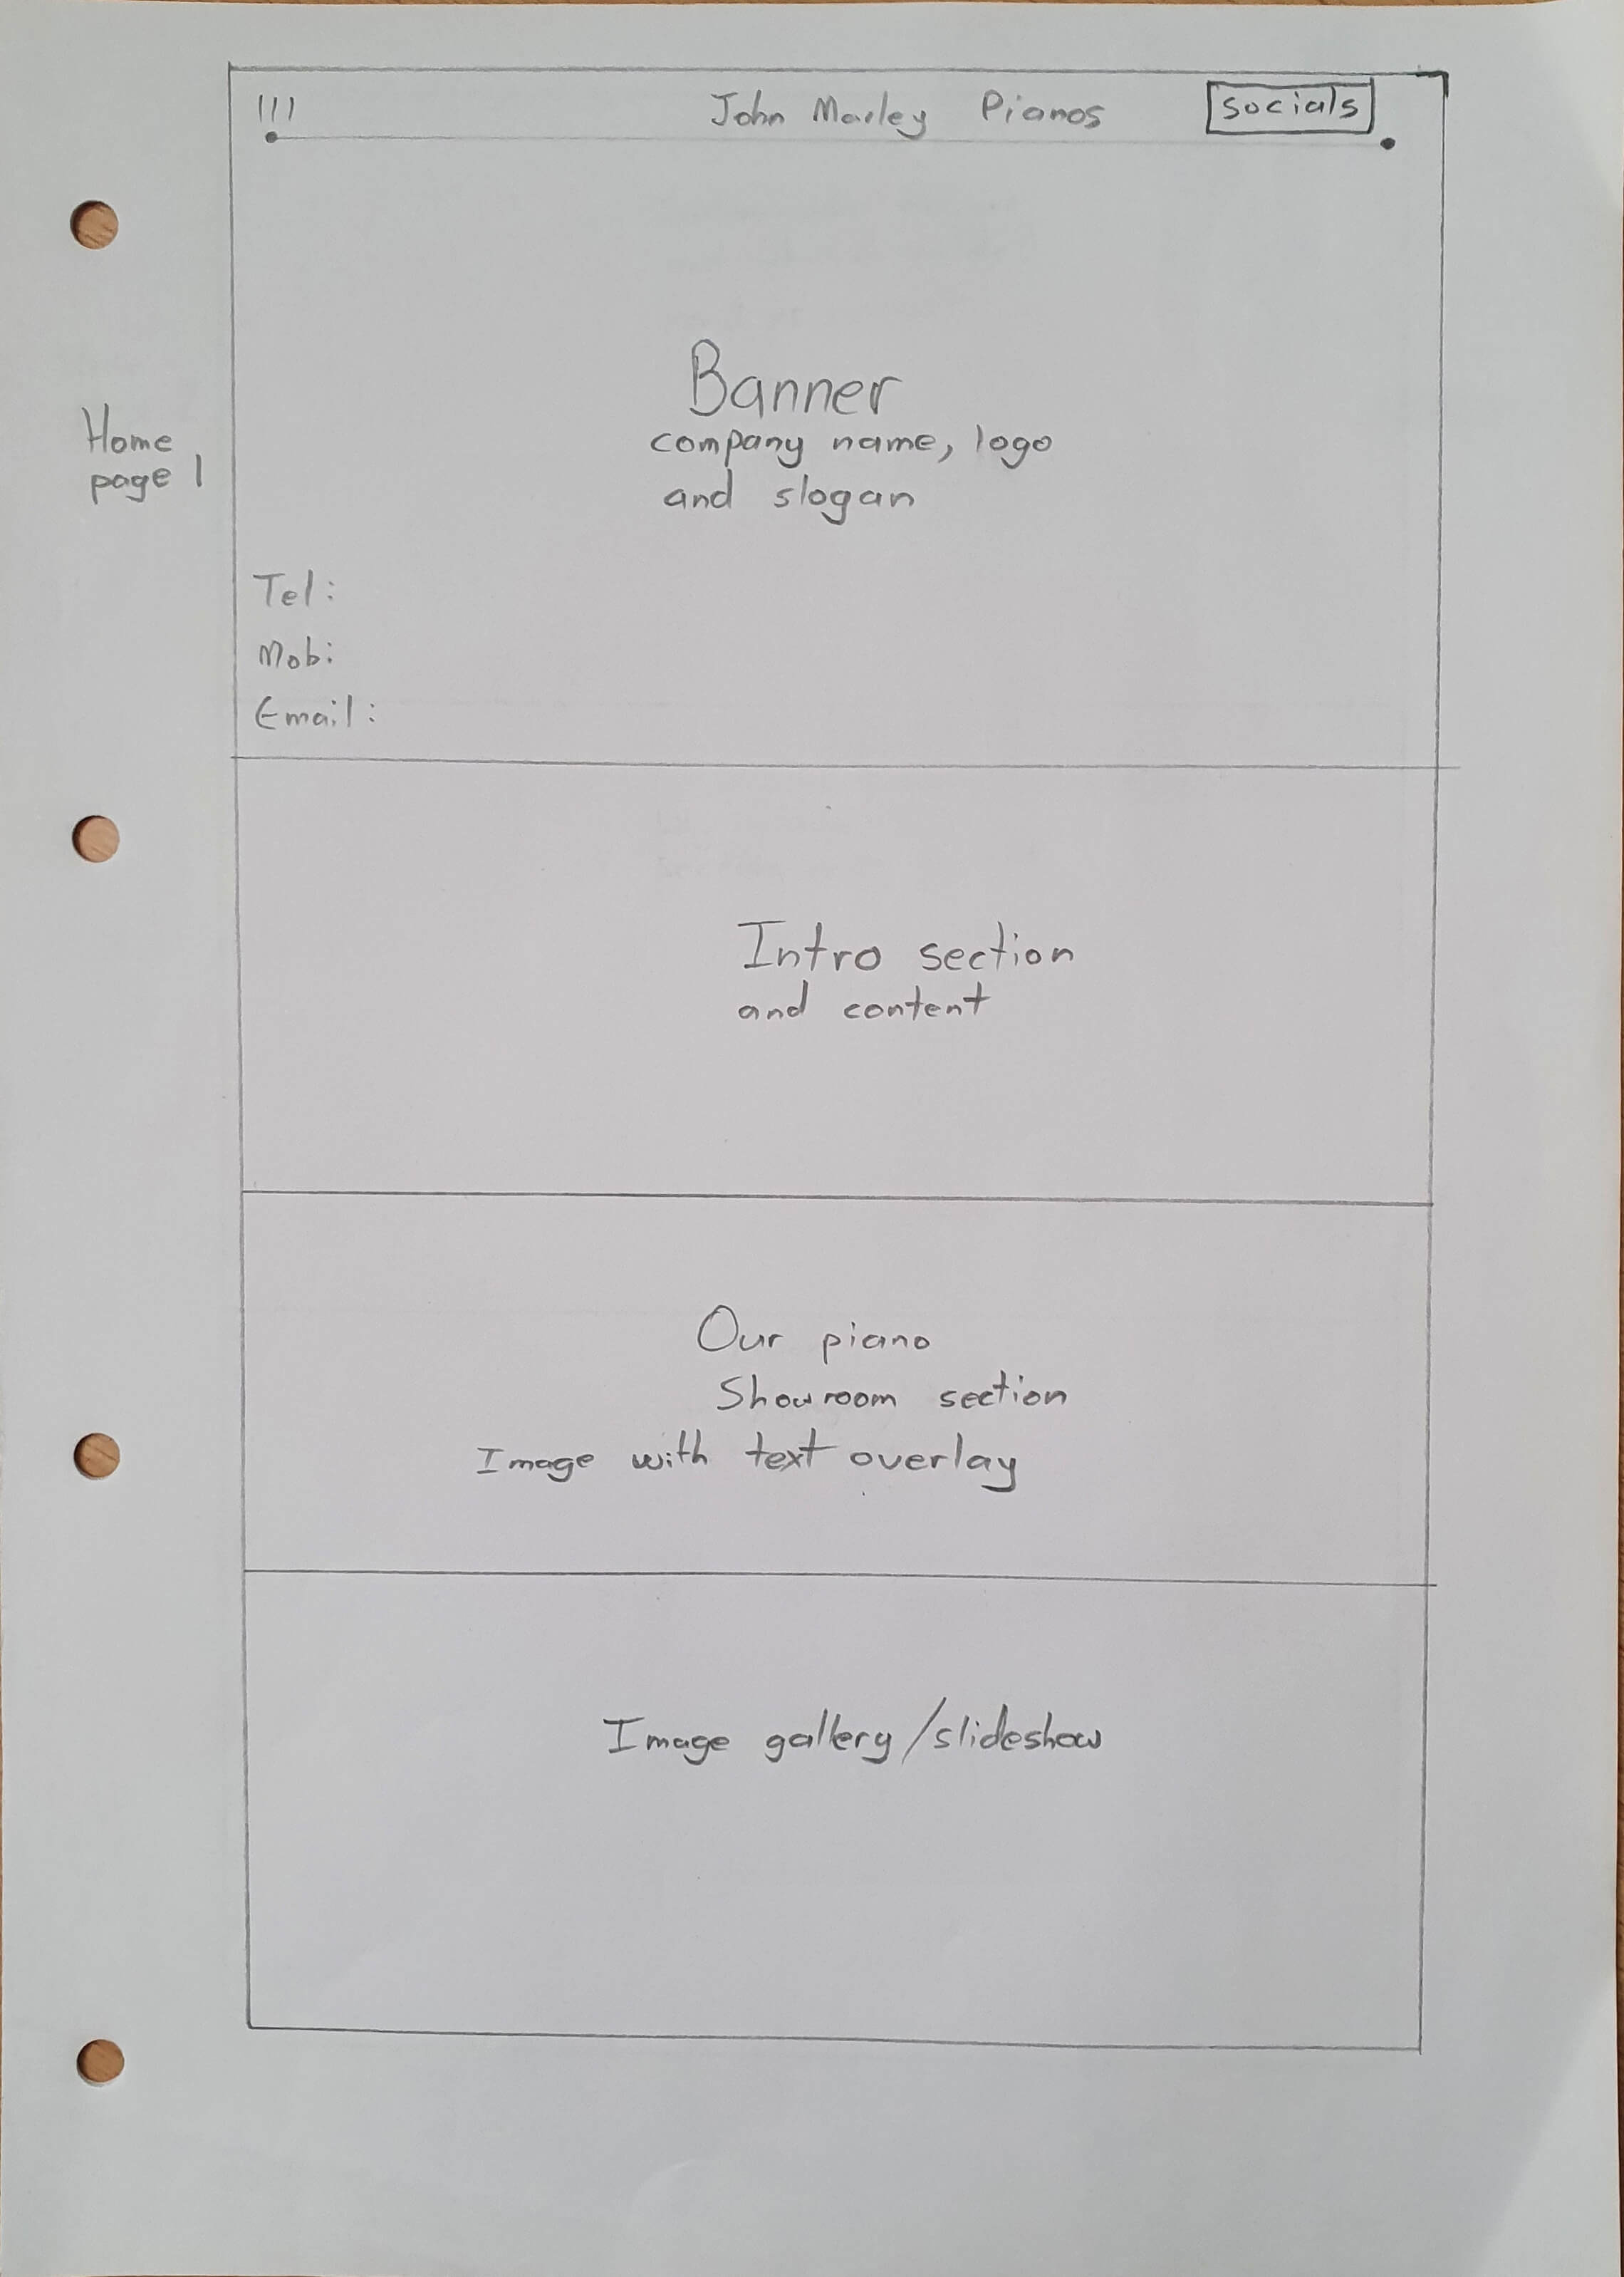 John Marley Pianos
socials
Banner
company name, logo
and slogan
Home
page 1
Tel:
Mob:
Email:
Intro section
and content
Our piano
Showroom section
Image with text overlay
Image gallery/slideshow